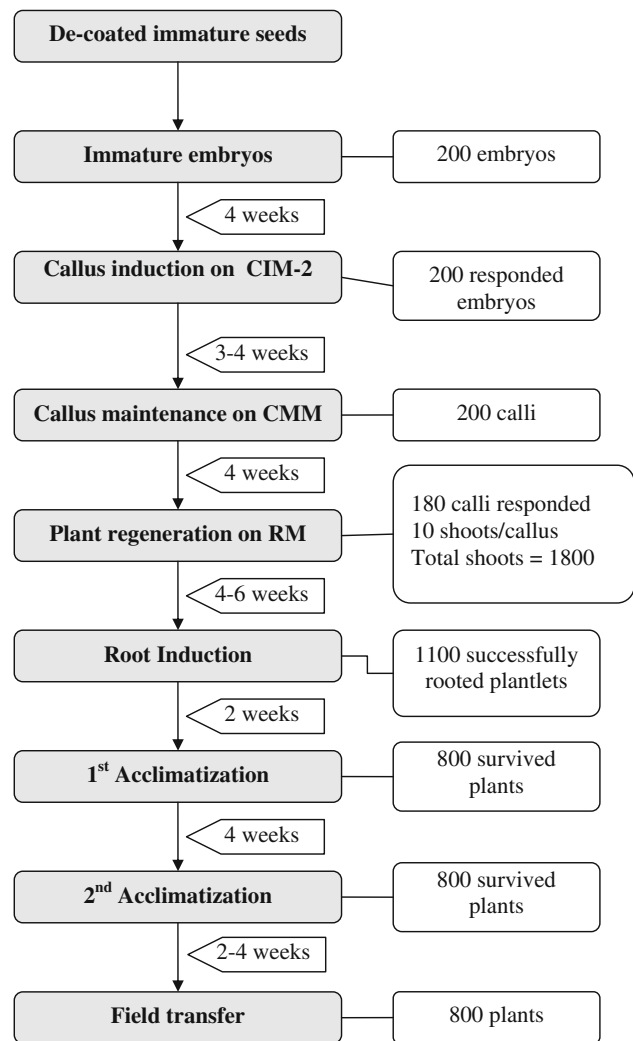 De-coated immature seeds
Immature embryos
200 embryos
4 weeks
Callus induction on CIM-2
200 responded
embryos
3-4 weeks
Callus maintenance on CMM
200 calli
4 weeks
Plant regeneration on RM
180 calli responded
10 shoots/callus
Total shoots = 1800
4-6 weeks
Root Induction
1100 successfully
rooted plantlets
2 weeks
1st Acclimatization
800 survived
plants
4 weeks
2nd Acclimatization
800 survived
plants
2-4 weeks
Field transfer
800 plants